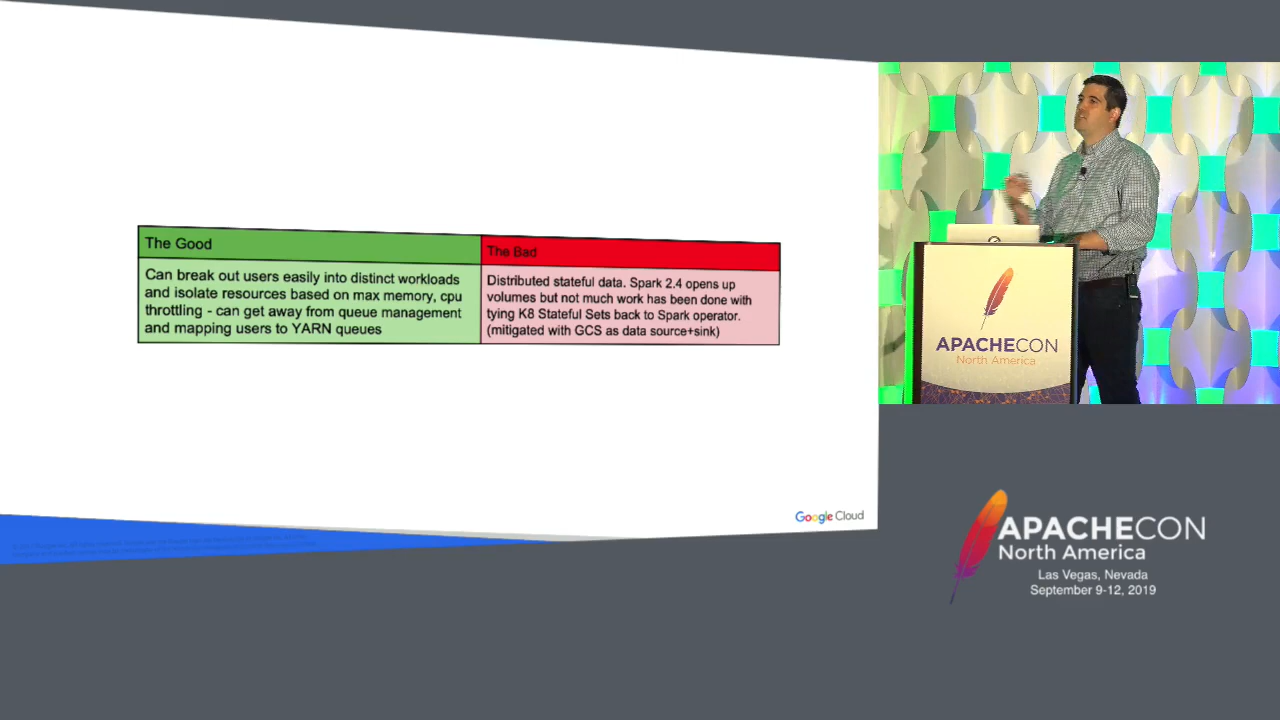 The Good
Can break out users easily into distinct workloads
and isolate resources based on max memory, cpu
throttling - can get away from queue management
and mapping users to YARN queues
The Bad
Distributed stateful data. Spark 2.4 opens up
volumes but not much work has been done with
tying K8 Stateful Sets back to Spark operator.
(mitigated with GCS as data source+sink)
Google Cloud
APACHECON
North America
APACHECON
North America
Las Vegas, Nevada
September 9-12, 2019